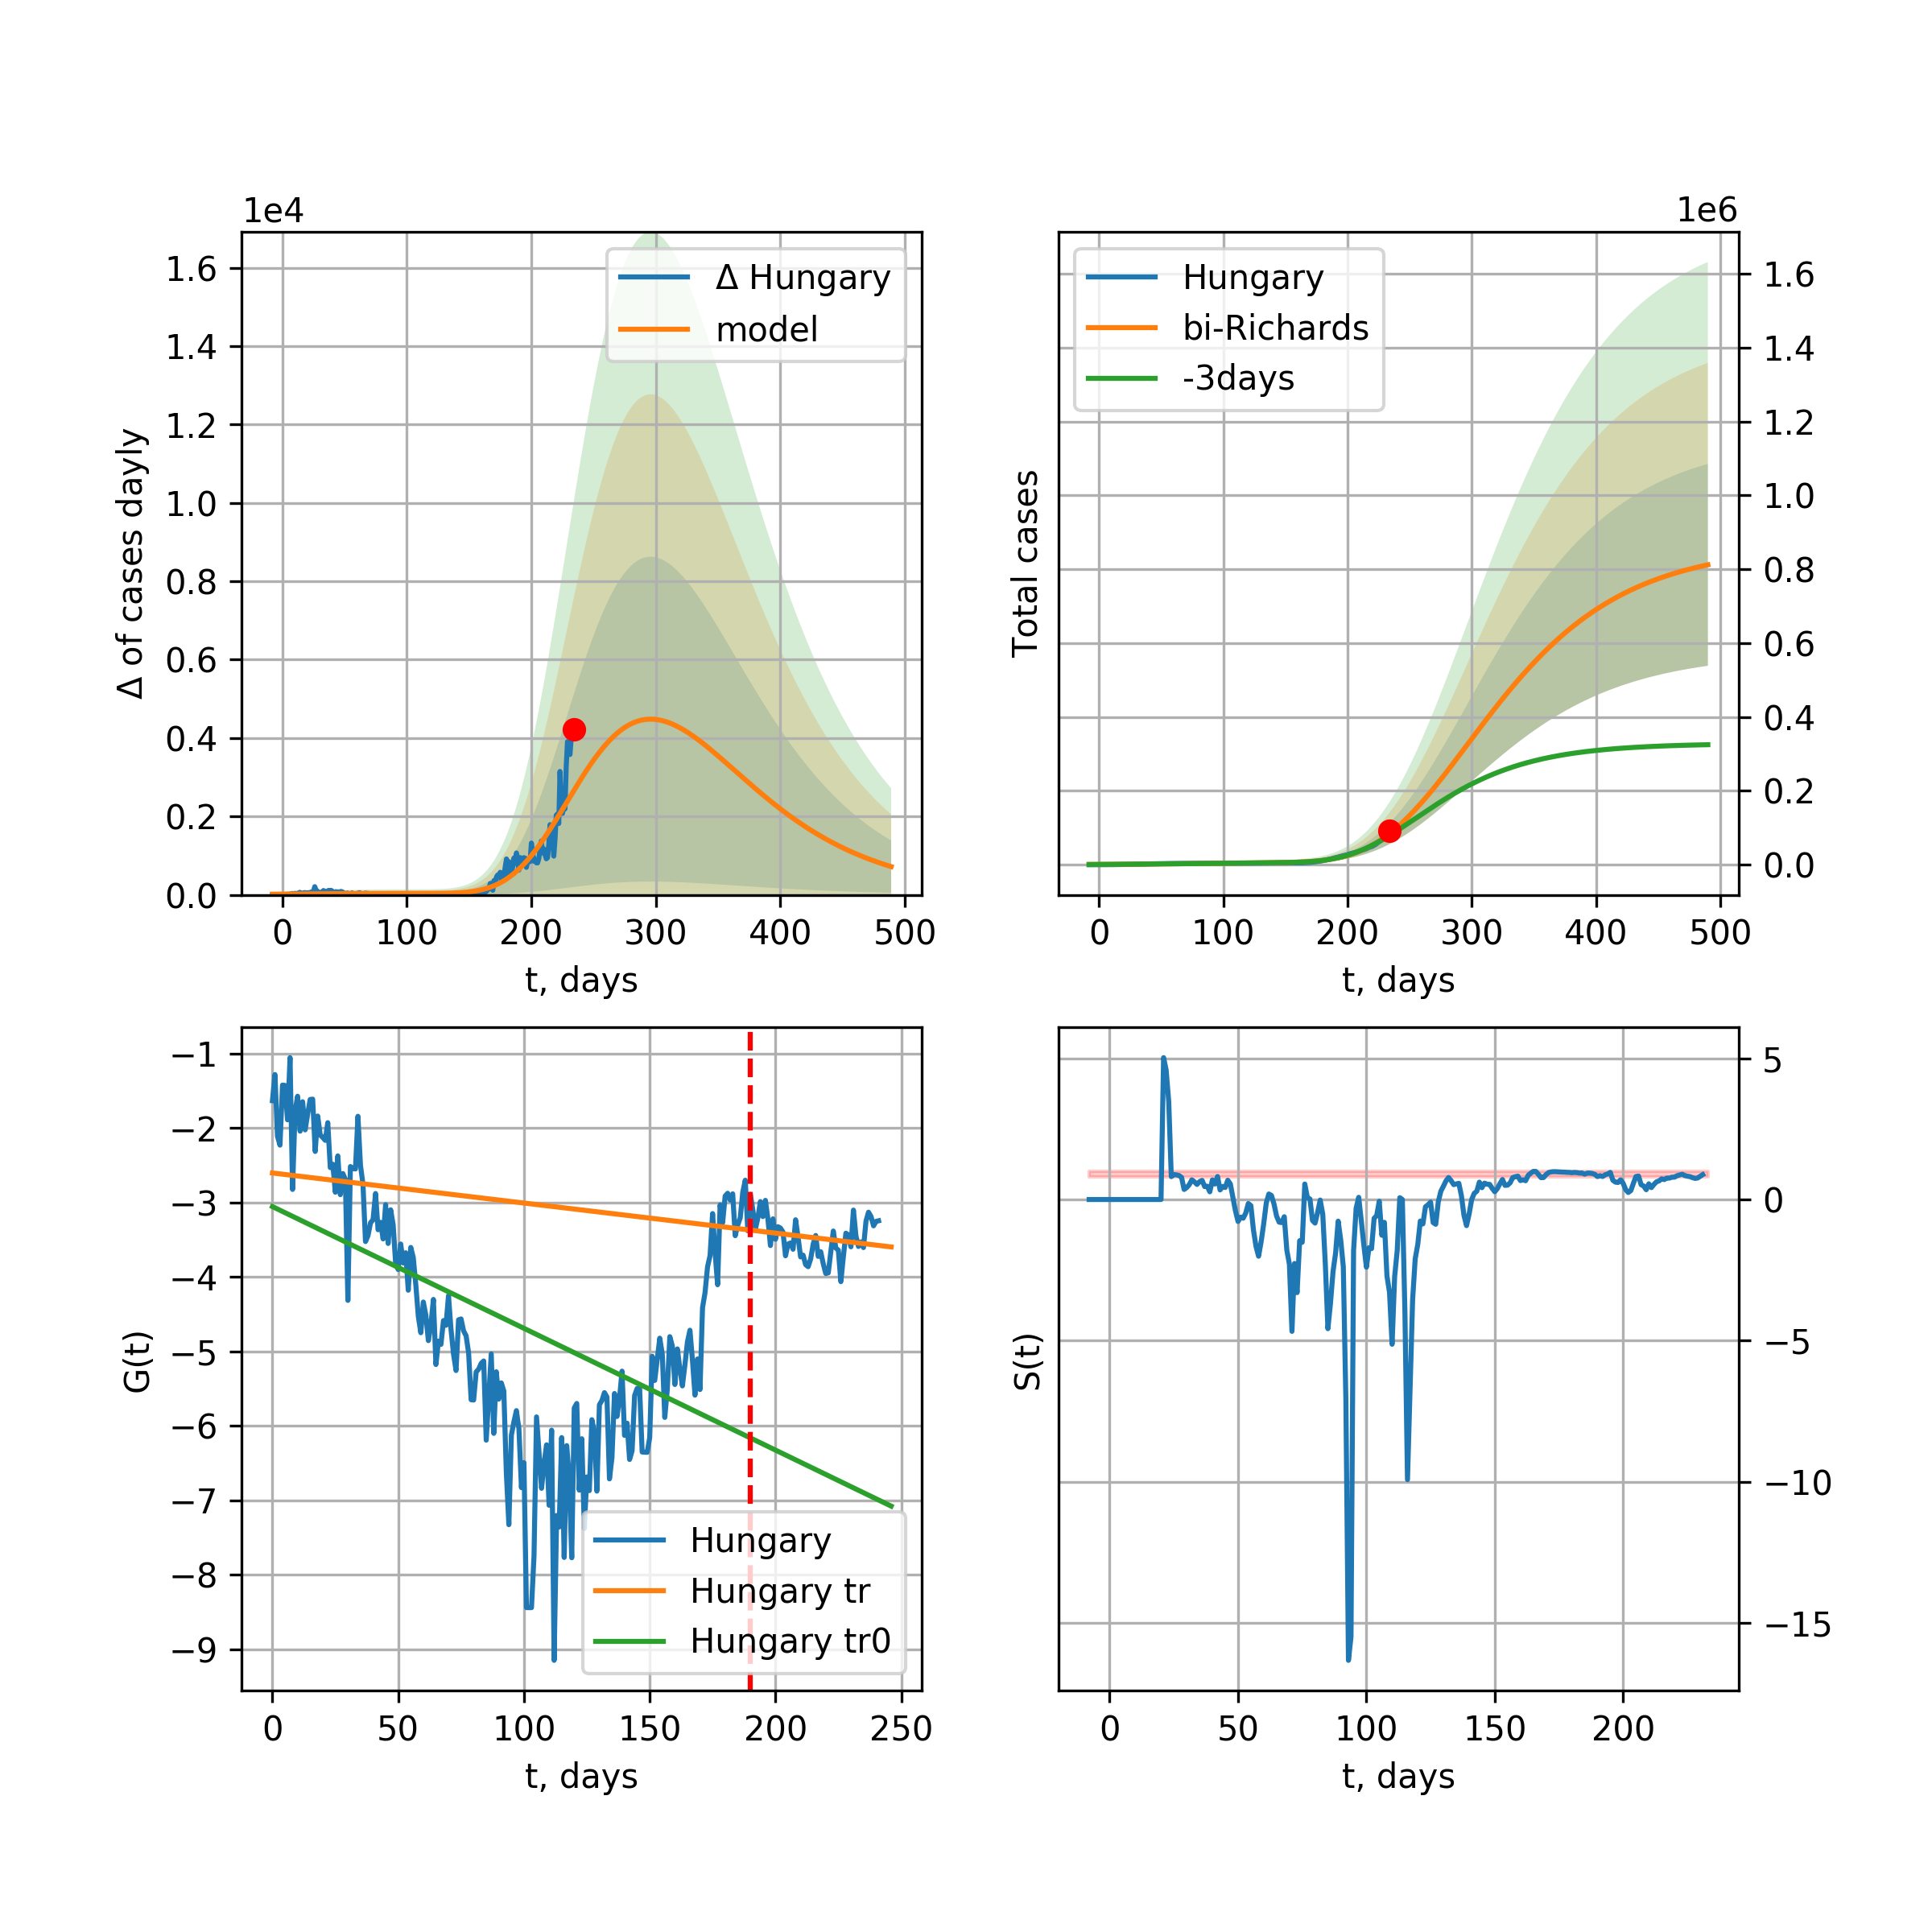 1e4
1.6
1.4
1.2
1.0
0.8
0.6
0.4
0.2
0.0
Δ of cases dayly
Δ Hungary
model
0 100 200 300 400 500
t, days
1e6
Hungary
bi-Richards
-3days
Total cases
1.6
1.4
1.2
1.0
0.8
0.6
0.4
0.2
0.0
0 100 200 300 400 500
t, days
−1
−2
−3
−4
−5
−6
−7
−8
−9
G(t)
Hungary
Hungary tr
Hungary tr0
0 50 100 150 200 250
t, days
S(t)
5
0
−5
−10
−15
0 50 100 150 200
t, days